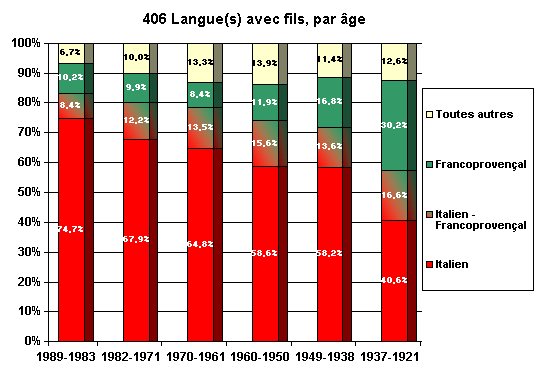 406 Langue(s) avec fils, par âge
100%
90%
80%
70%
60%
50%
40%
30%
20%
10%
0%
6,7% 10,0% 13,3% 13,9% 11,4% 12,6%
10,2% 9,9% 8,4% 11,9% 16,8% 30,2%
8,4% 12,2% 13,5% 15,6% 13,6% 16,6%
74,7% 67,9% 64,8% 58,6% 58,2% 40,6%
1989-1983 1982-1971 1970-1961 1960-1950 1949-1938 1937-1921
Toutes autres
Francoprovençal
Italien -
Francoprovençal
Italien